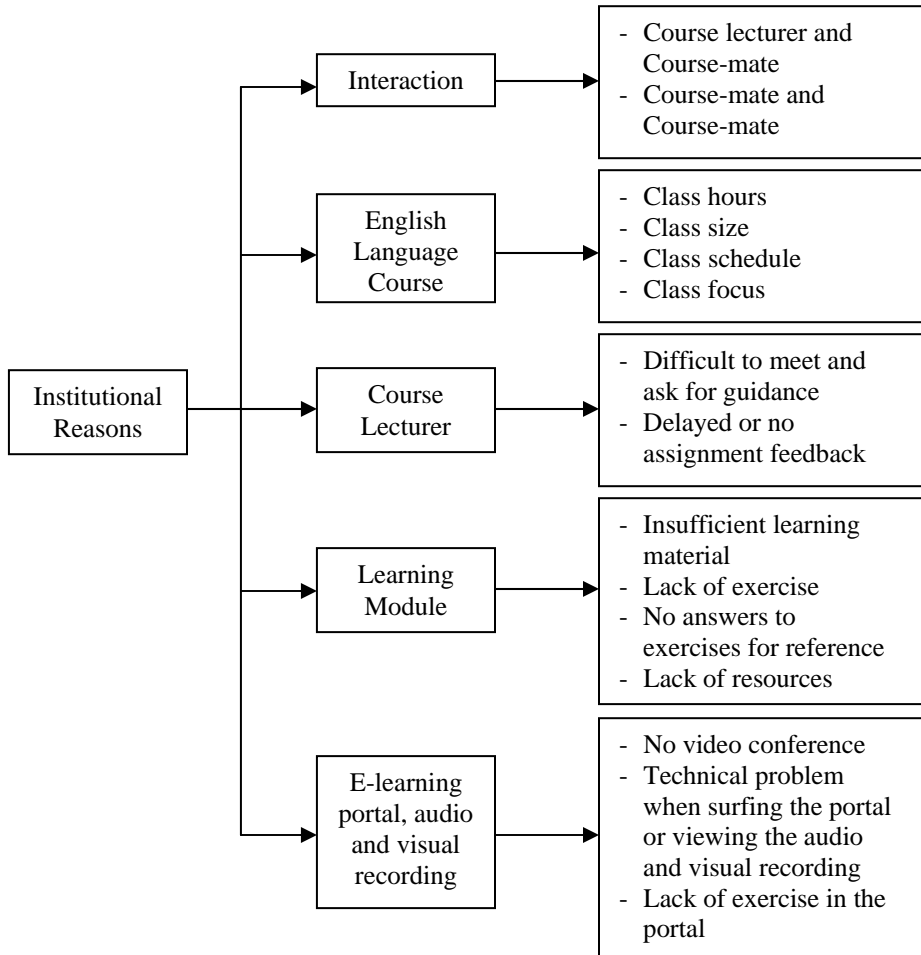 Institutional
Reasons
Interaction
- Course lecturer and
Course-mate
- Course-mate and
Course-mate
English
Language
Course
- Class hours
- Class size
- Class schedule
- Class focus
Course
Lecturer
- Difficult to meet and
ask for guidance
- Delayed or no
assignment feedback
Learning
Module
- Insufficient learning
material
- Lack of exercise
- No answers to
exercises for reference
- Lack of resources
E-learning
portal, audio
and visual
recording
- No video conference
- Technical problem
when surfing the portal
or viewing the audio
and visual recording
- Lack of exercise in the
portal